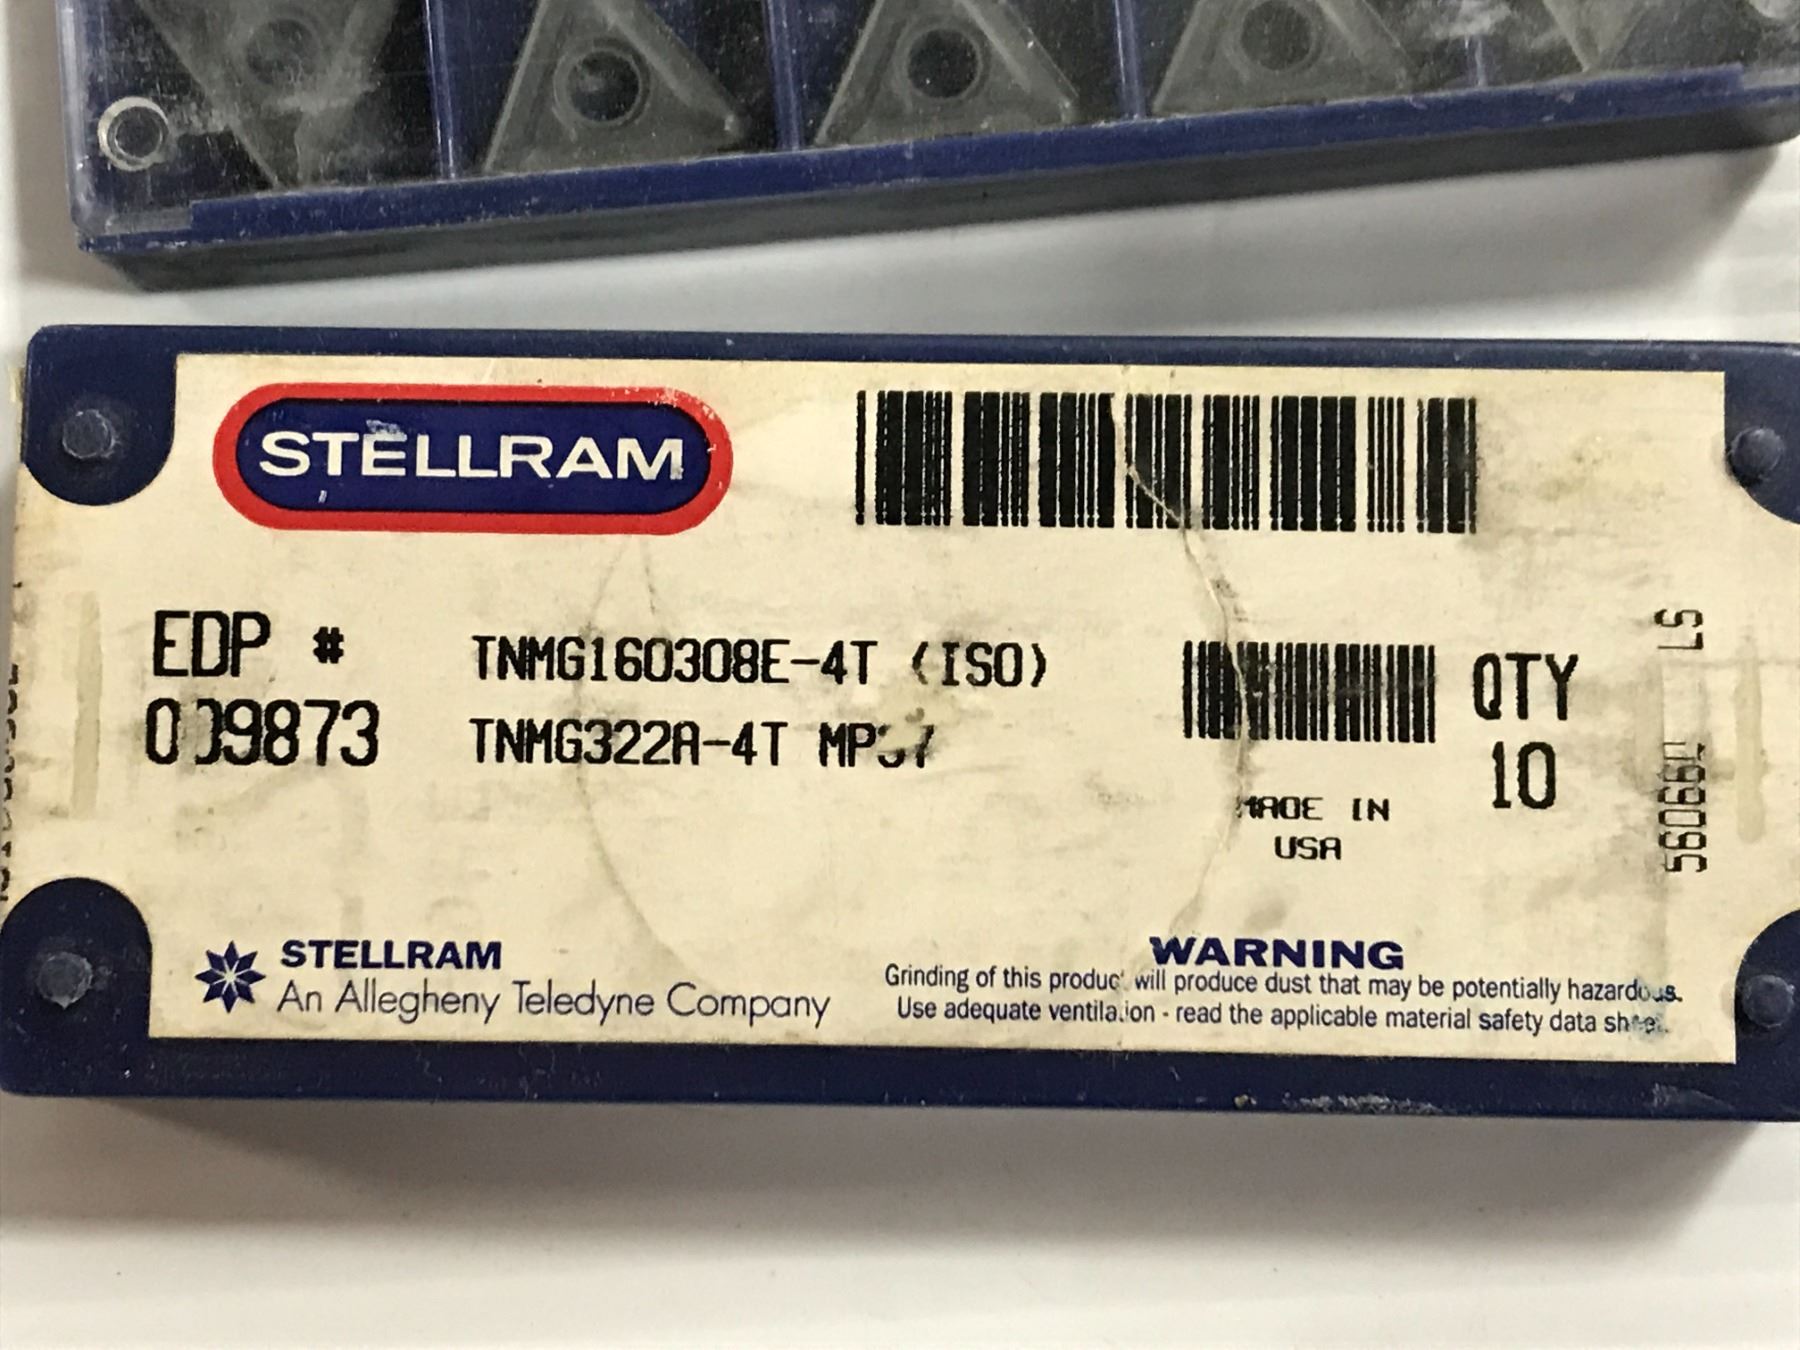 STELLRAM
EDP #
009873
TNMG160308E-4T (ISO)
TNMG322A-4T
QTY
10
MADE IN
USA
LS
STELLRAM
An Allegheny Teledyne Company
WARNING
Grinding of this product will produce dust that may be potentially hazardous.
Use adequate ventilation - read the applicable material safety data sheet.